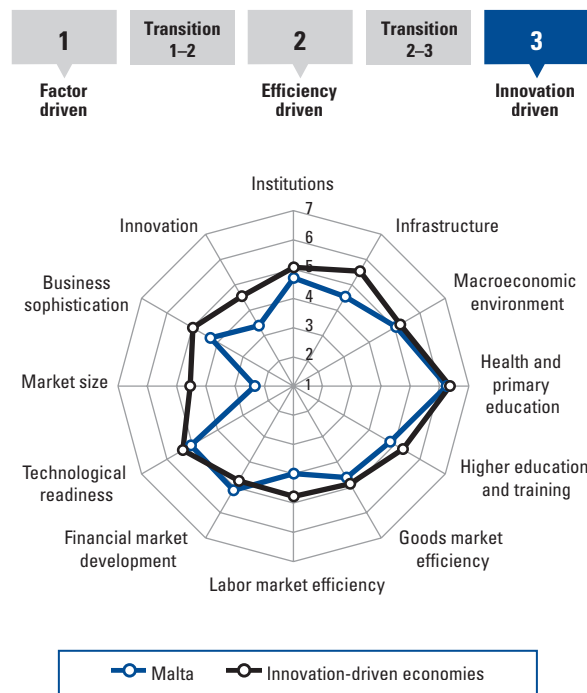 1
Transition
1–2
2
Transition
2–3
3
Factor
driven
Efficiency
driven
Innovation
driven
Institutions
7
6
5
4
3
2
1
Infrastructure
Macroeconomic
environment
Health and
primary
education
Higher education
and training
Goods market
efficiency
Labor market efficiency
Financial market
development
Technological
readiness
Market size
Business
sophistication
Innovation
Malta
Innovation-driven economies